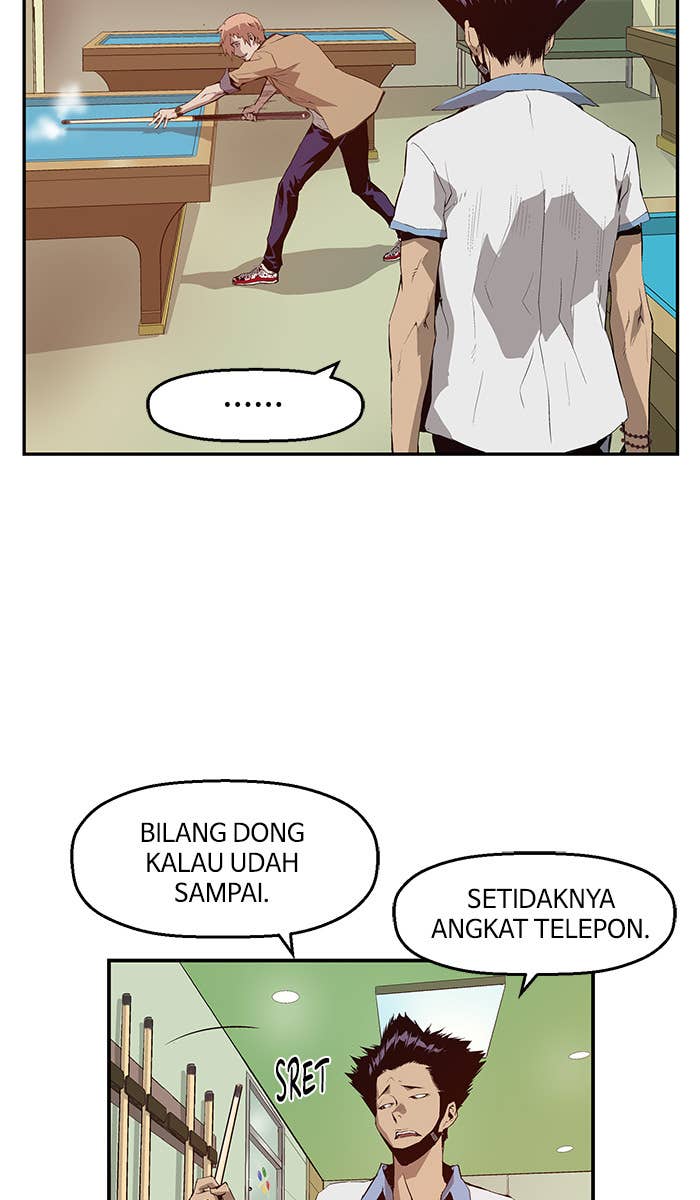 ......
BILANG DONG
KALAU UDAH
SAMPAI.
SETIDAKNYA
ANGKAT TELEPON.
SRET